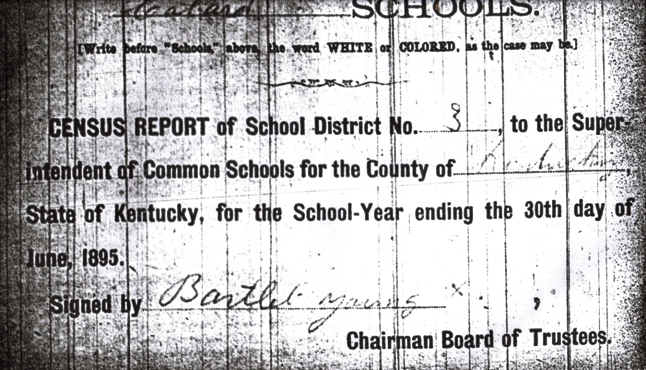 Colored SCHOOLS.
[Write before "Schools," above, the word WHITE or COLORED, as the case may be.]
CENSUS REPORT of School District No. 3, to the Super-
intendent of Common Schools for the County of
State of Kentucky, for the School-Year ending the 30th day of
June, 1895.
Signed by Bartlet Young X. ,
Chairman Board of Trustees.